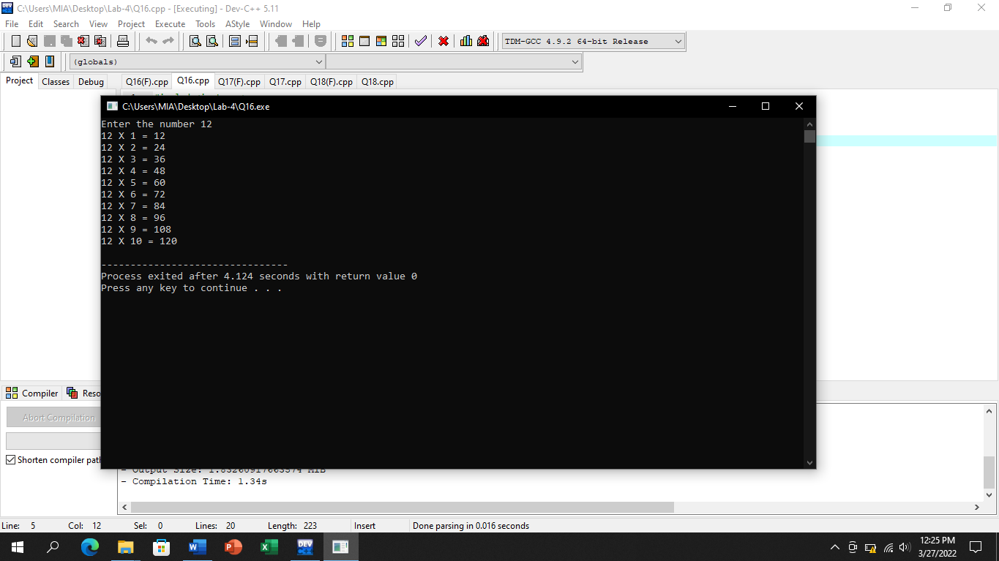 C:\Users\MIA\Desktop\Lab-4\Q16.cpp - [Executing] - Dev-C++ 5.11
File Edit Search View Project Execute Tools AStyle Window Help
TDM-GCC 4.9.2 64-bit Release
(globals)
Project Classes Debug Q16(F).cpp Q16.cpp Q17(F).cpp Q17.cpp Q18(F).cpp Q18.cpp
C:\Users\MIA\Desktop\Lab-4\Q16.exe
Enter the number 12
12 X 1 = 12
12 X 2 = 24
12 X 3 = 36
12 X 4 = 48
12 X 5 = 60
12 X 6 = 72
12 X 7 = 84
12 X 8 = 96
12 X 9 = 108
12 X 10 = 120
--------------------------------
Process exited after 4.124 seconds with return value 0
Press any key to continue . . .
Compiler Reso
Abort Compilation
Shorten compiler path
- Output Size: 1.83260917663574 MiB
- Compilation Time: 1.34s
Line: 5 Col: 12 Sel: 0 Lines: 20 Length: 223 Insert Done parsing in 0.016 seconds
12:25 PM
3/27/2022